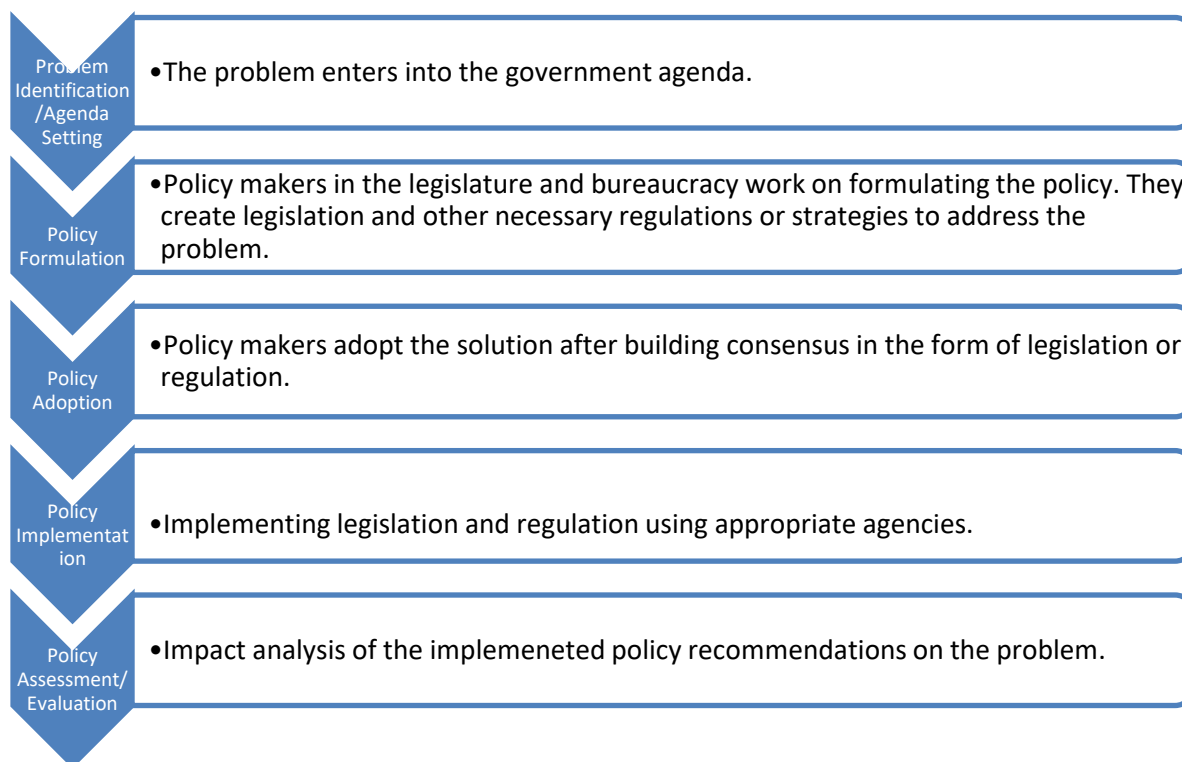 Problem
Identification
/Agenda
Setting
•The problem enters into the government agenda.
Policy
Formulation
•Policy makers in the legislature and bureaucracy work on formulating the policy. They
create legislation and other necessary regulations or strategies to address the
problem.
Policy
Adoption
•Policy makers adopt the solution after building consensus in the form of legislation or
regulation.
Policy
Implementat
ion
•Implementing legislation and regulation using appropriate agencies.
Policy
Assessment/
Evaluation
•Impact analysis of the implemeneted policy recommendations on the problem.